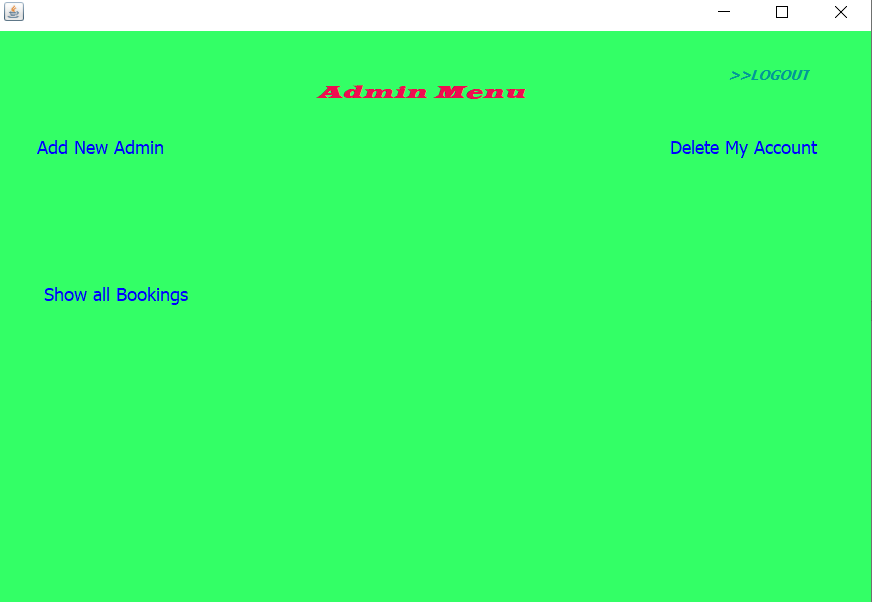 >>LOGOUT
Admin Menu
Add New Admin
Delete My Account
Show all Bookings